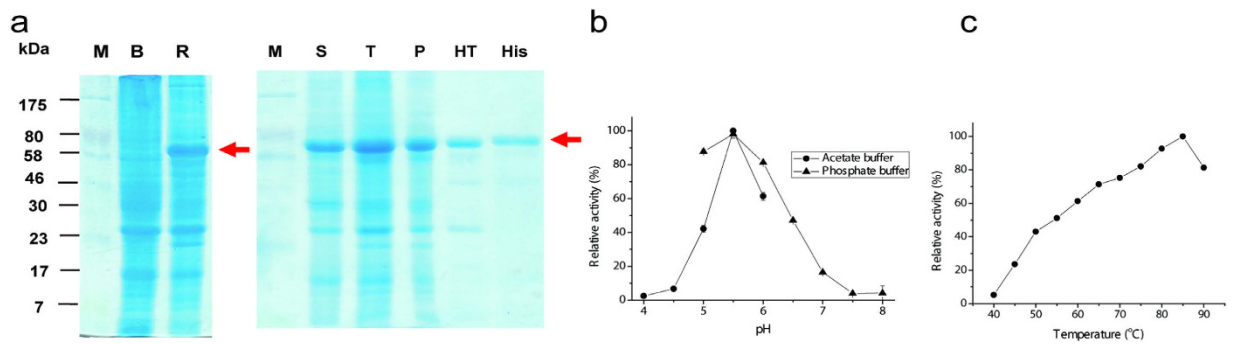 a
kDa
M B R
M S T P HT His
175
80
58
46
30
23
17
7
b
Relative activity (%)
100
80
60
40
20
0
4 5 6 7 8
pH
Acetate buffer
Phosphate buffer
c
Relative activity (%)
100
80
60
40
20
0
40 50 60 70 80 90
Temperature (°C)